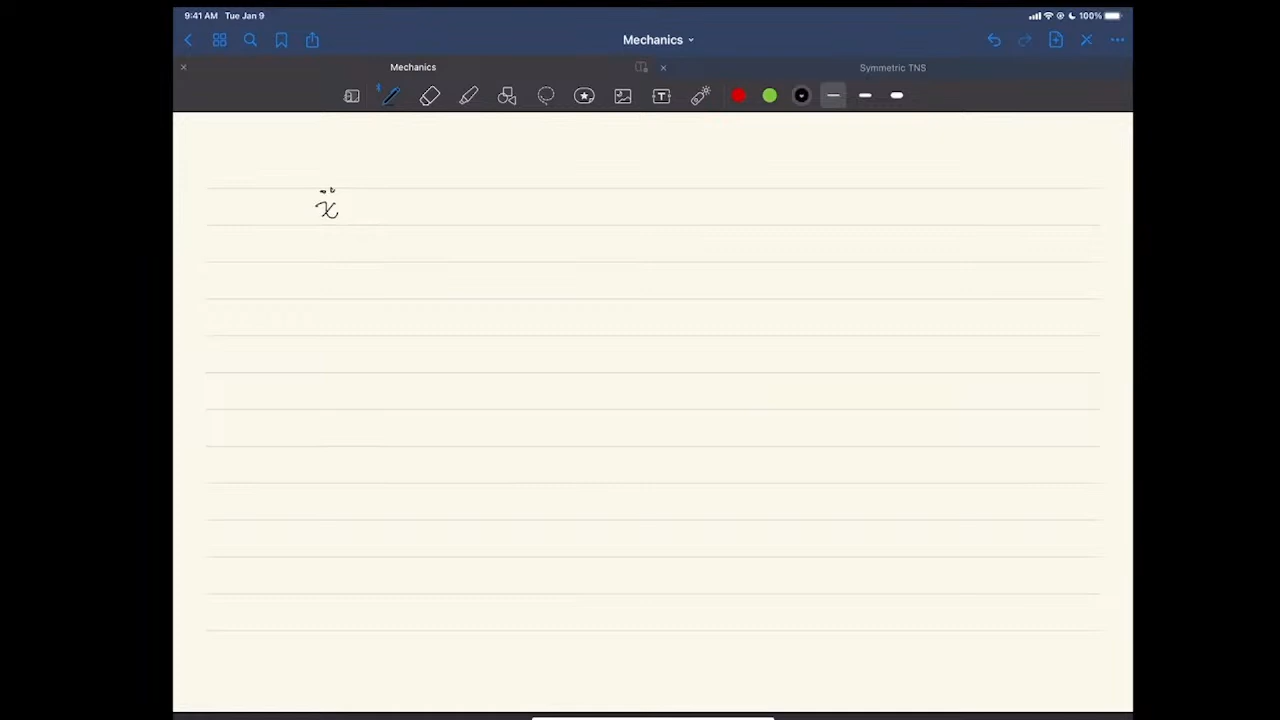 9:41 AM Tue Jan 9
100%
Mechanics
Mechanics
Symmetric TNS
T
ẍ